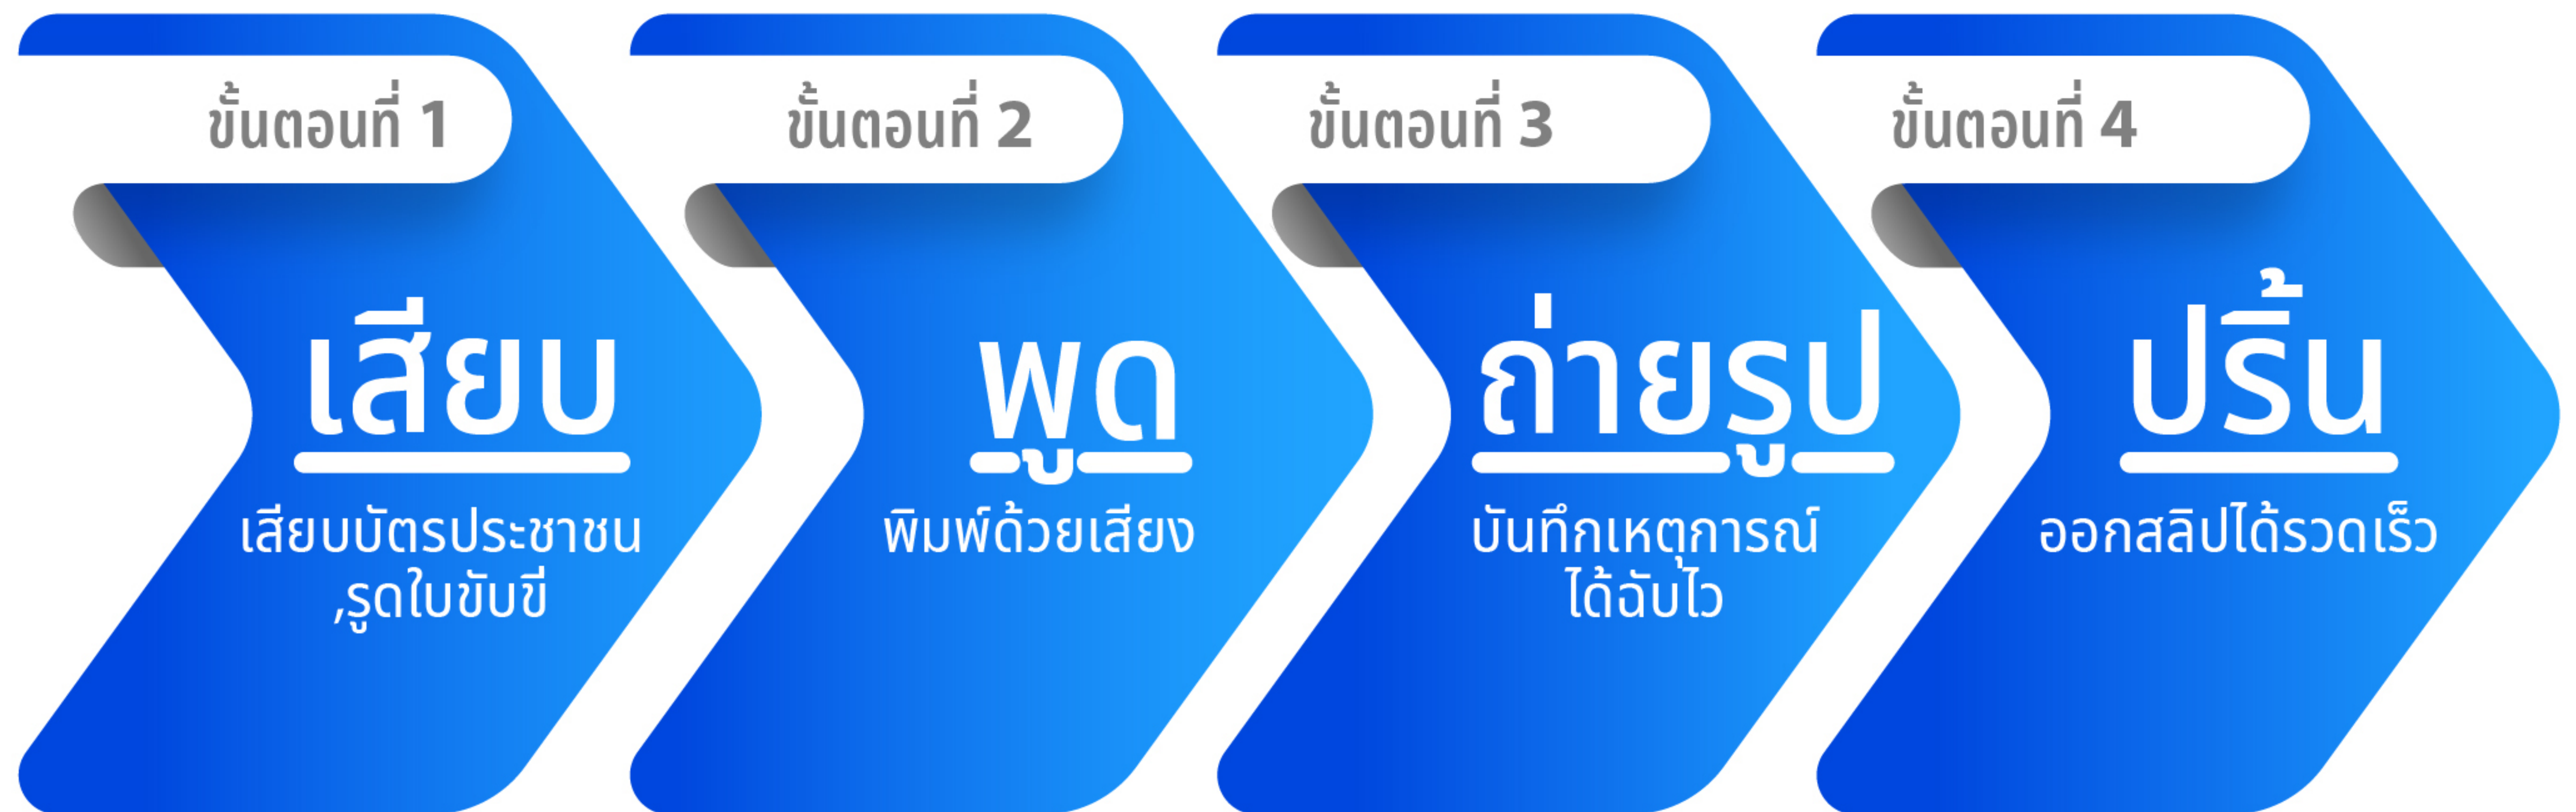 ขั้นตอนที่ 1
เสียบ
เสียบบัตรประชาชน
,รูดใบขับขี่
ขั้นตอนที่ 2
พูด
พิมพ์ด้วยเสียง
ขั้นตอนที่ 3
ถ่ายรูป
บันทึกเหตุการณ์
ได้ฉับไว
ขั้นตอนที่ 4
ปริ้น
ออกสลิปได้รวดเร็ว